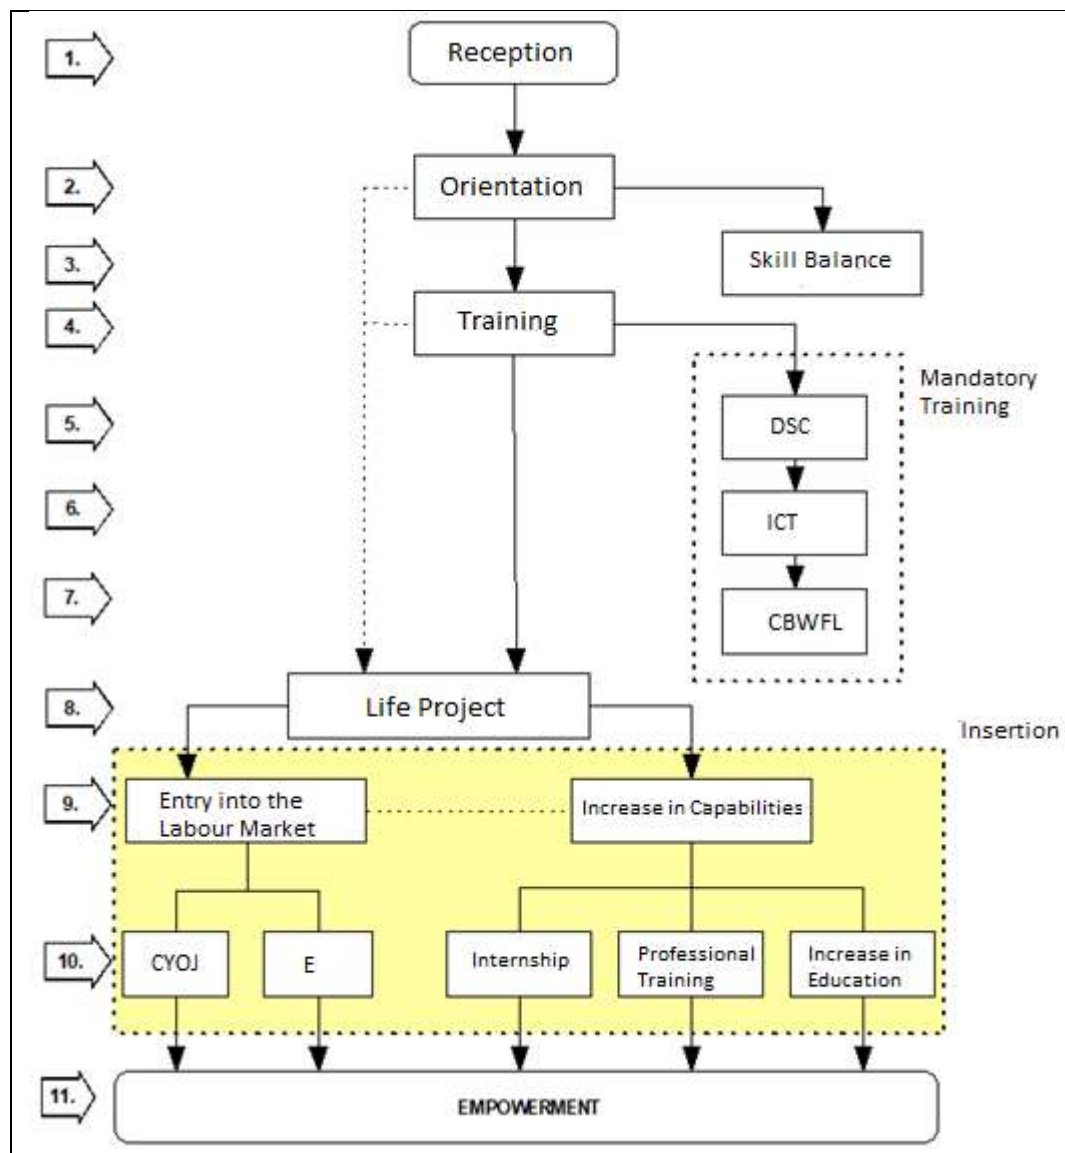 1.
Reception
2.
Orientation
3.
Skill Balance
4.
Training
Mandatory
Training
5.
DSC
6.
ICT
7.
CBWFL
8.
Life Project
Insertion
9.
Entry into the
Labour Market
Increase in Capabilities
10.
CYOJ
E
Internship
Professional
Training
Increase in
Education
11.
EMPOWERMENT